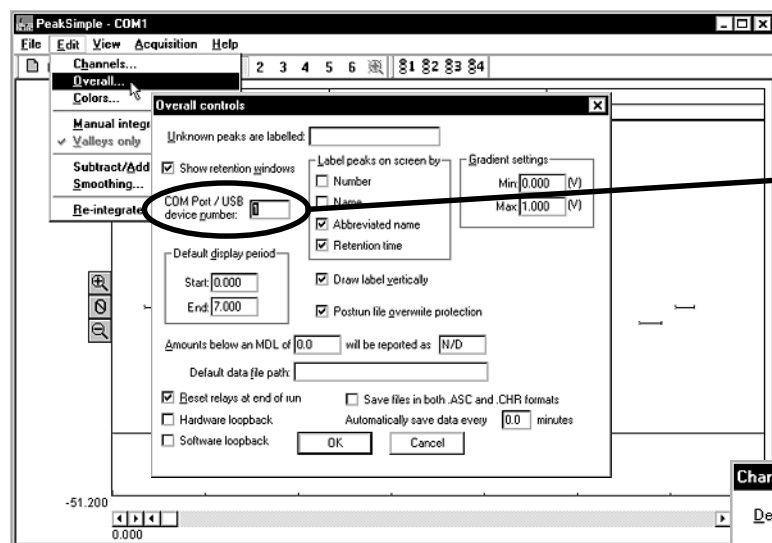 PeakSimple - COM1
File Edit View Acquisition Help
2 3 4 5 6 81 82 83 84
Channels...
Overall...
Colors...
Manual integr
Valleys only
Subtract/Add
Smoothing...
Re-integrate
Overall controls
Unknown peaks are labelled:
Show retention windows
COM Port / USB
device number: 1
Label peaks on screen by
Number
Name
Abbreviated name
Retention time
Gradient settings
Min: 0.000 (V)
Max: 1.000 (V)
Default display period
Start: 0.000
End: 7.000
Draw label vertically
Postrun file overwrite protection
Amounts below an MDL of 0.0 will be reported as N/D
Default data file path:
Reset relays at end of run
Save files in both .ASC and .CHR formats
Hardware loopback
Automatically save data every 0.0 minutes
Software loopback
OK Cancel
-51.200
0.000
Char
De